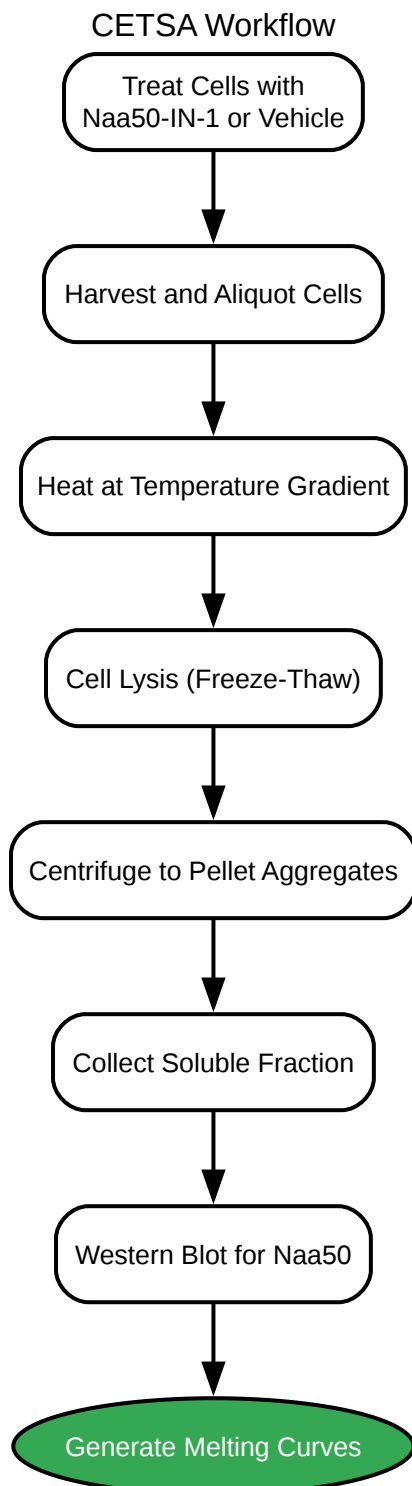 CETSA Workflow
Treat Cells with
Naa50-IN-1 or Vehicle
Harvest and Aliquot Cells
Heat at Temperature Gradient
Cell Lysis (Freeze-Thaw)
Centrifuge to Pellet Aggregates
Collect Soluble Fraction
Western Blot for Naa50
Generate Melting Curves